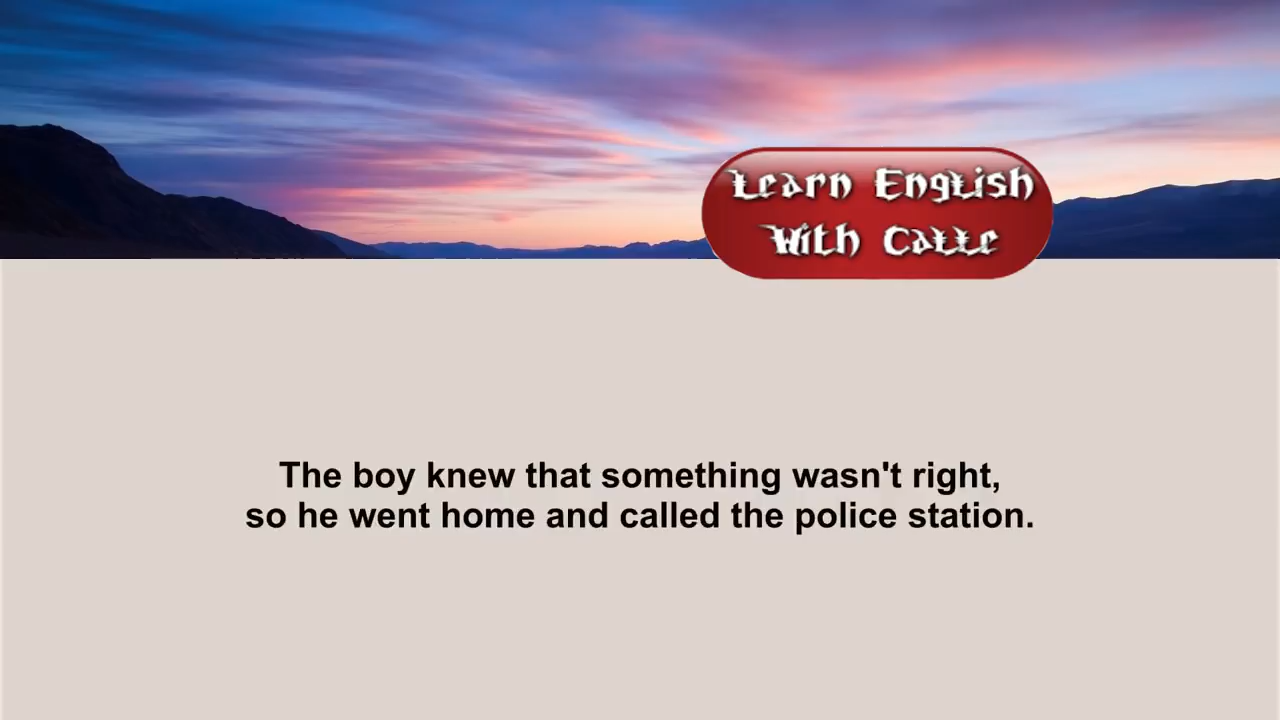 Learn English
With Calle
The boy knew that something wasn't right,
so he went home and called the police station.